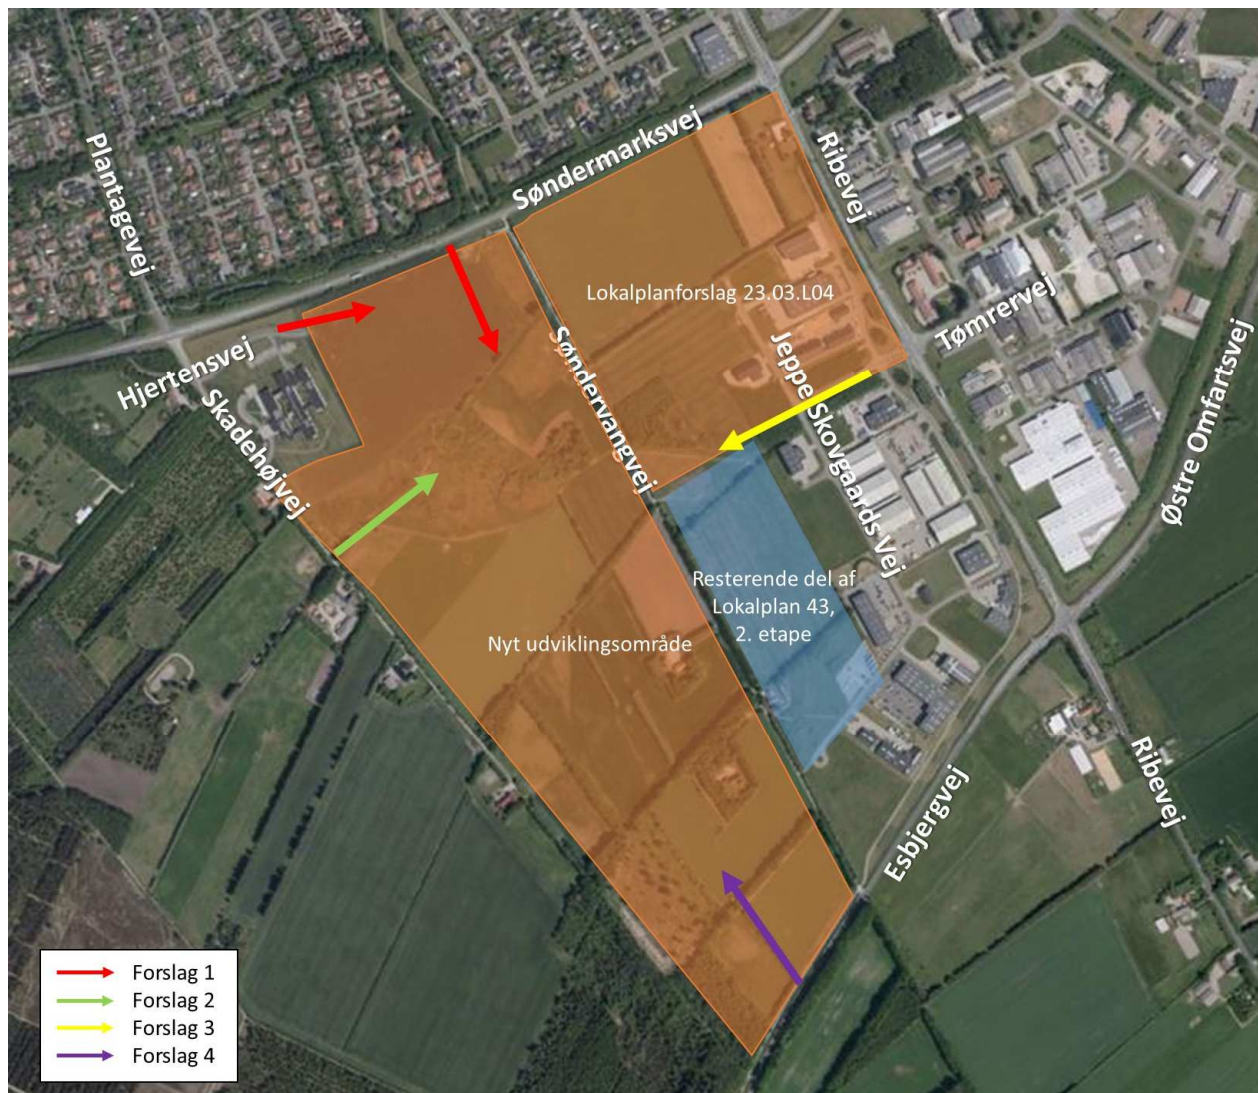 Plantagevej
Søndermarksvej
Ribevej
Lokalplanforslag 23.03.L04
Tømrervej
Hjertensvej
Skadehøjvej
Søndervangvej
Jeppe Skovgaards Vej
Østre Omfartsvej
Resterende del af
Lokalplan 43,
2. etape
Nyt udviklingsområde
Esbjergvej
Ribevej
Forslag 1
Forslag 2
Forslag 3
Forslag 4